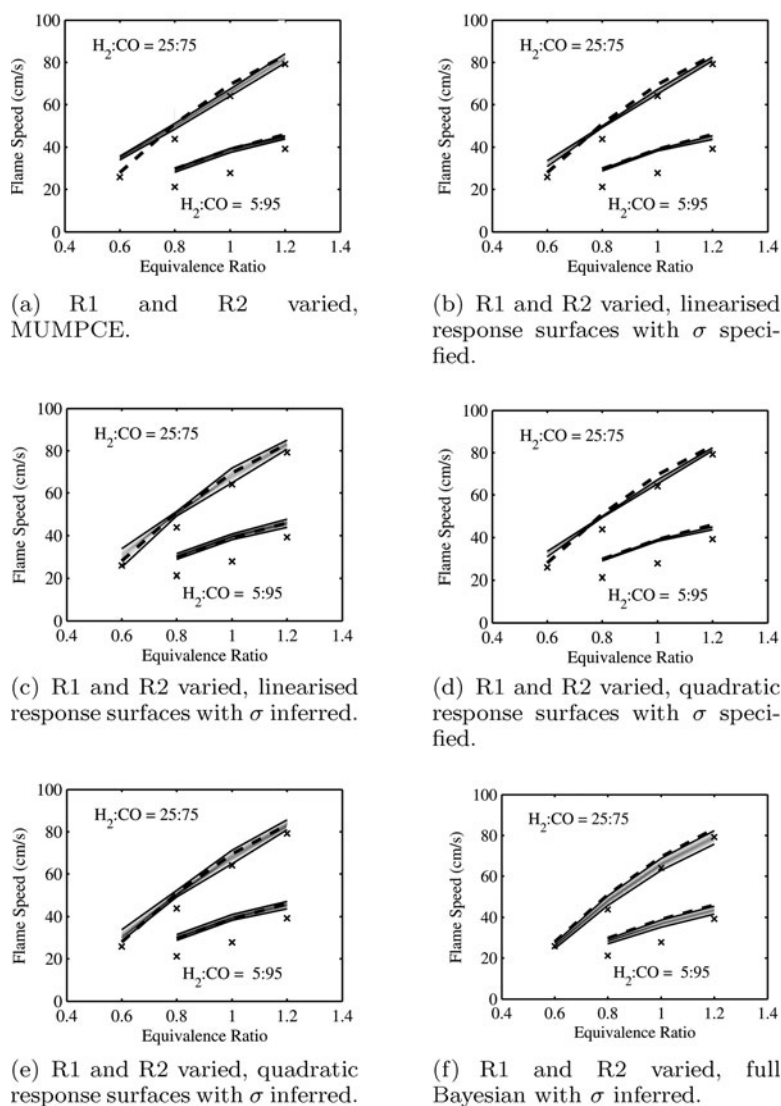 100
80
60
40
20
0
Flame Speed (cm/s)
H2:CO = 25:75
H2:CO = 5:95
0.4 0.6 0.8 1 1.2 1.4
Equivalence Ratio
(a) R1 and R2 varied,
MUMPCE.
100
80
60
40
20
0
Flame Speed (cm/s)
H2:CO = 25:75
H2:CO = 5:95
0.4 0.6 0.8 1 1.2 1.4
Equivalence Ratio
(b) R1 and R2 varied, linearised
response surfaces with σ speci-
fied.
100
80
60
40
20
0
Flame Speed (cm/s)
H2:CO = 25:75
H2:CO = 5:95
0.4 0.6 0.8 1 1.2 1.4
Equivalence Ratio
(c) R1 and R2 varied, linearised
response surfaces with σ inferred.
100
80
60
40
20
0
Flame Speed (cm/s)
H2:CO = 25:75
H2:CO = 5:95
0.4 0.6 0.8 1 1.2 1.4
Equivalence Ratio
(d) R1 and R2 varied, quadratic
response surfaces with σ speci-
fied.
100
80
60
40
20
0
Flame Speed (cm/s)
H2:CO = 25:75
H2:CO = 5:95
0.4 0.6 0.8 1 1.2 1.4
Equivalence Ratio
(e) R1 and R2 varied, quadratic
response surfaces with σ inferred.
100
80
60
40
20
0
Flame Speed (cm/s)
H2:CO = 25:75
H2:CO = 5:95
0.4 0.6 0.8 1 1.2 1.4
Equivalence Ratio
(f) R1 and R2 varied, full
Bayesian with σ inferred.